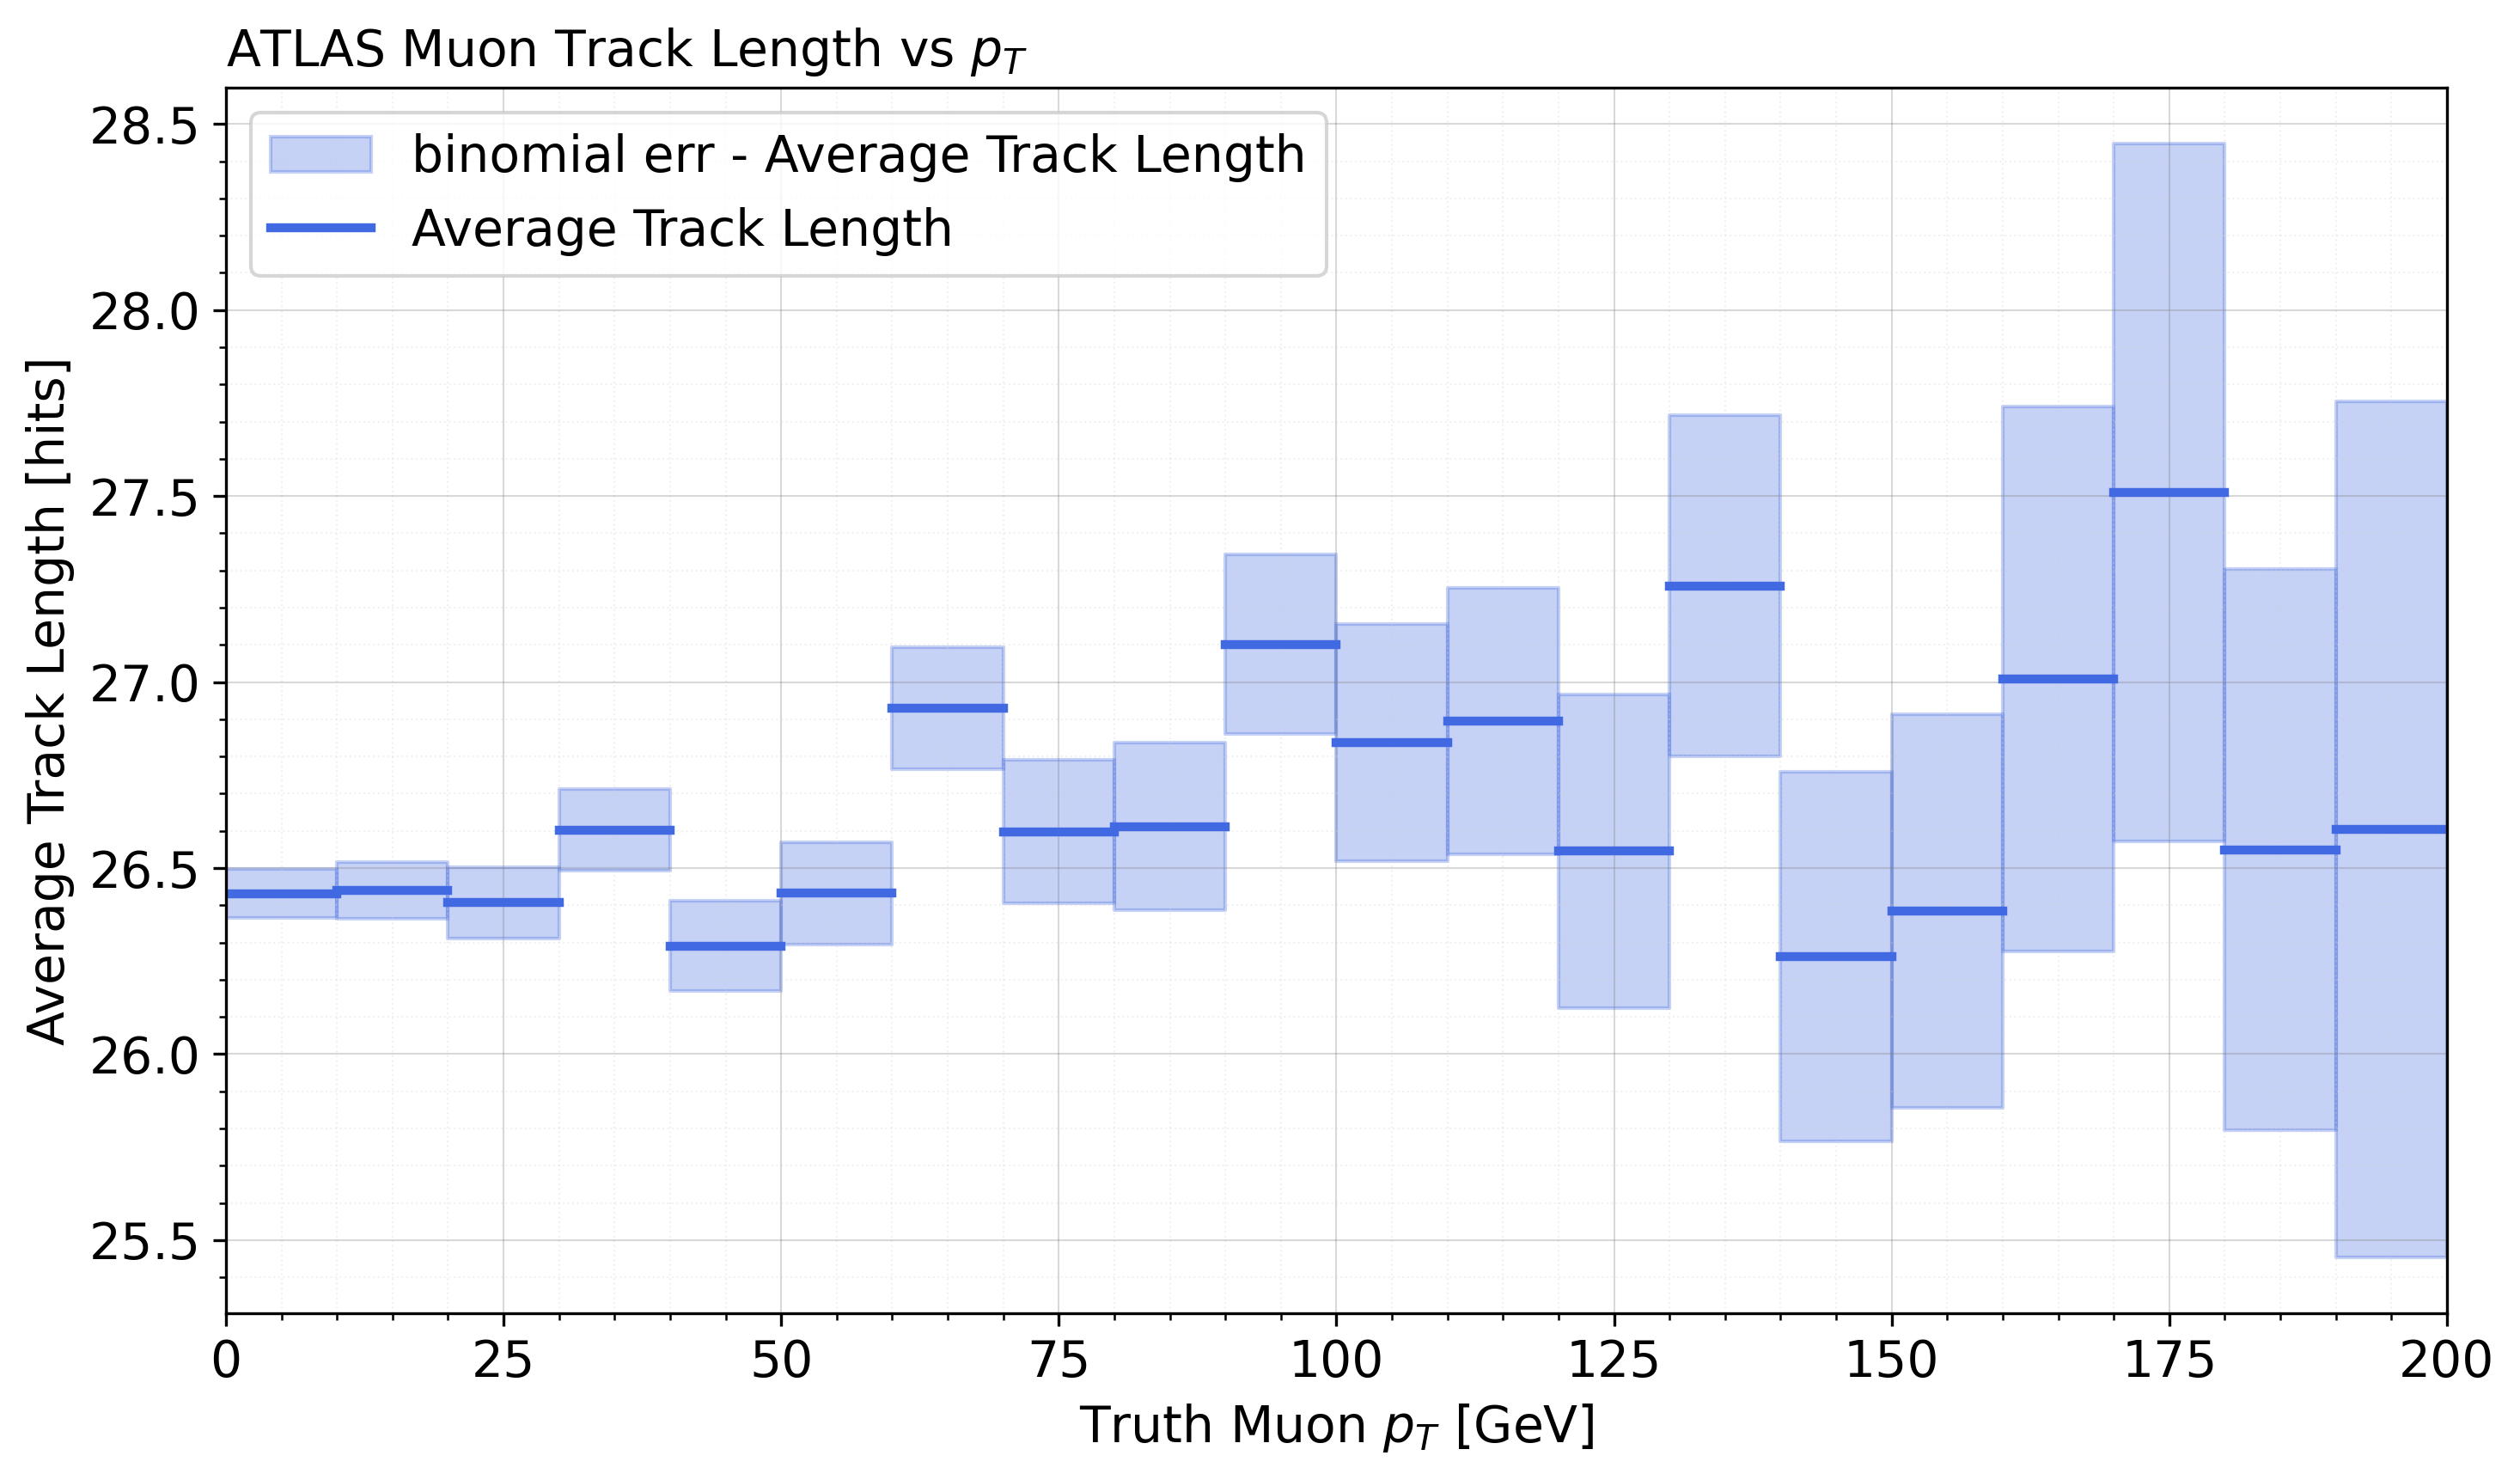 ATLAS Muon Track Length vs p_T
binomial err - Average Track Length
Average Track Length
Average Track Length [hits]
28.5
28.0
27.5
27.0
26.5
26.0
25.5
0 25 50 75 100 125 150 175 200
Truth Muon p_T [GeV]